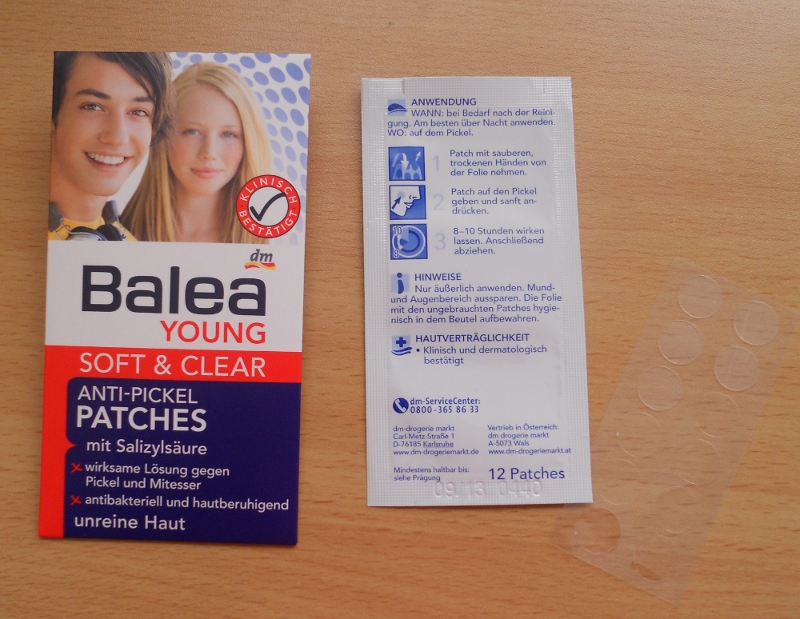 KLINISCH
BESTÄTIGT
dm
Balea
YOUNG
SOFT & CLEAR
ANTI-PICKEL
PATCHES
mit Salizylsäure
wirksame Lösung gegen
Pickel und Mitesser
antibakteriell und hautberuhigend
unreine Haut
ANWENDUNG
WANN: bei Bedarf nach der Reini-
gung. Am besten über Nacht anwenden.
WO: auf dem Pickel.
1 Patch mit sauberen,
trockenen Händen von
der Folie nehmen.
2 Patch auf den Pickel
geben und sanft an-
drücken.
3 8–10 Stunden wirken
lassen. Anschließend
abziehen.
HINWEISE
Nur äußerlich anwenden. Mund-
und Augenbereich aussparen. Die Folie
mit den ungebrauchten Patches hygie-
nisch in dem Beutel aufbewahren.
HAUTVERTRÄGLICHKEIT
• Klinisch und dermatologisch
bestätigt
dm-ServiceCenter:
0800-365 86 33
dm-drogerie markt
Carl-Metz-Straße 1
D-76185 Karlsruhe
www.dm-drogeriemarkt.de
Vertrieb in Österreich:
dm drogerie markt
A-5073 Wals
www.dm-drogeriemarkt.at
Mindestens haltbar bis:
siehe Prägung
12 Patches
09/13 0440